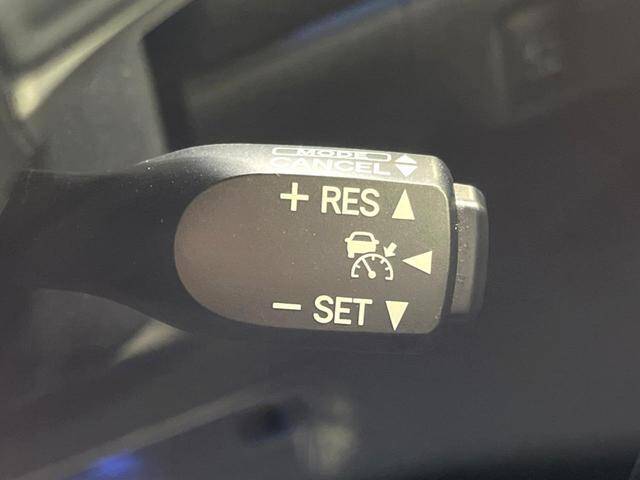 MODE
CANCEL
+ RES
- SET